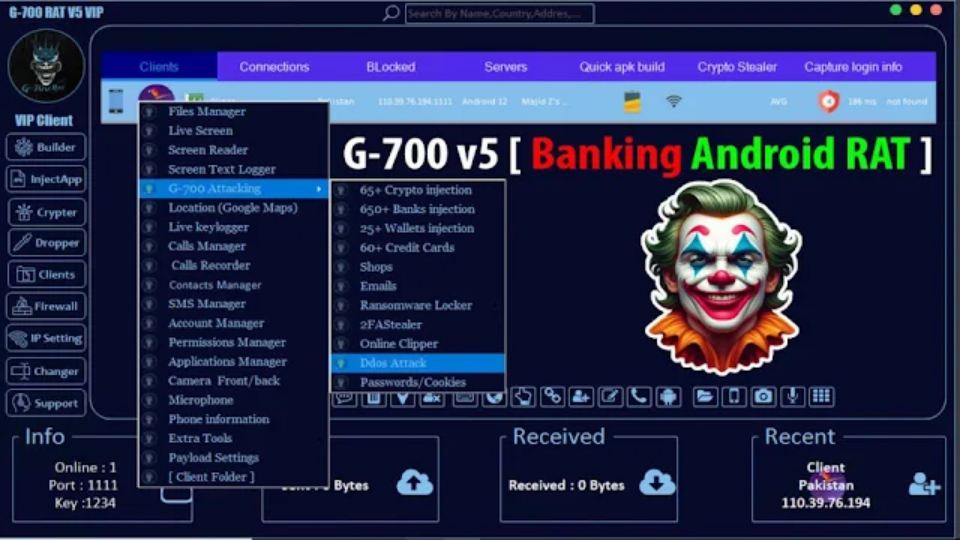 G-700 RAT V5 VIP
Search By Name,Country,Addres,...
VIP Client
Builder
InjectApp
Crypter
Dropper
Clients
Firewall
IP Setting
Changer
Support
Clients Connections BLocked Servers Quick apk build Crypto Stealer Capture login info
110.39.76.194:1111 Android 12 Majid Z's ... AVG 186 ms not found
G-700 v5 [ Banking Android RAT ]
Files Manager
Live Screen
Screen Reader
Screen Text Logger
G-700 Attacking
Location (Google Maps)
Live keylogger
Calls Manager
Calls Recorder
Contacts Manager
SMS Manager
Account Manager
Permissions Manager
Applications Manager
Camera Front/back
Microphone
Phone information
Extra Tools
Payload Settings
[ Client Folder ]
65+ Crypto injection
650+ Banks injection
25+ Wallets injection
60+ Credit Cards
Shops
Emails
Ransomware Locker
2FAStealer
Online Clipper
Ddos Attack
Passwords/Cookies
Info
Online : 1
Port : 1111
Key :1234
Bytes
Received
Received : 0 Bytes
Recent
Client
Pakistan
110.39.76.194